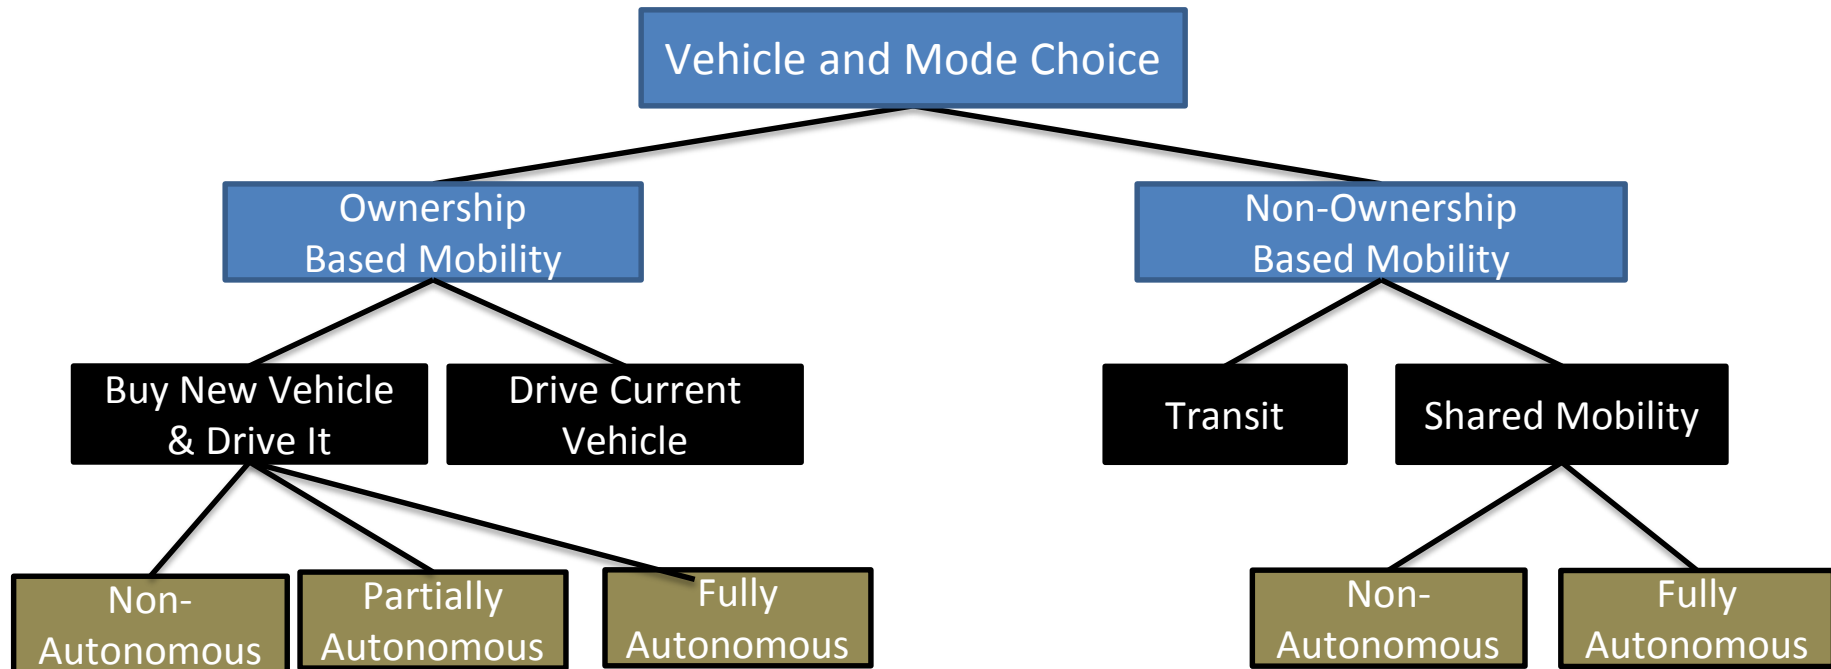 Vehicle and Mode Choice
Ownership
Based Mobility
Non-Ownership
Based Mobility
Buy New Vehicle
& Drive It
Drive Current
Vehicle
Transit
Shared Mobility
Non-
Autonomous
Partially
Autonomous
Fully
Autonomous
Non-
Autonomous
Fully
Autonomous